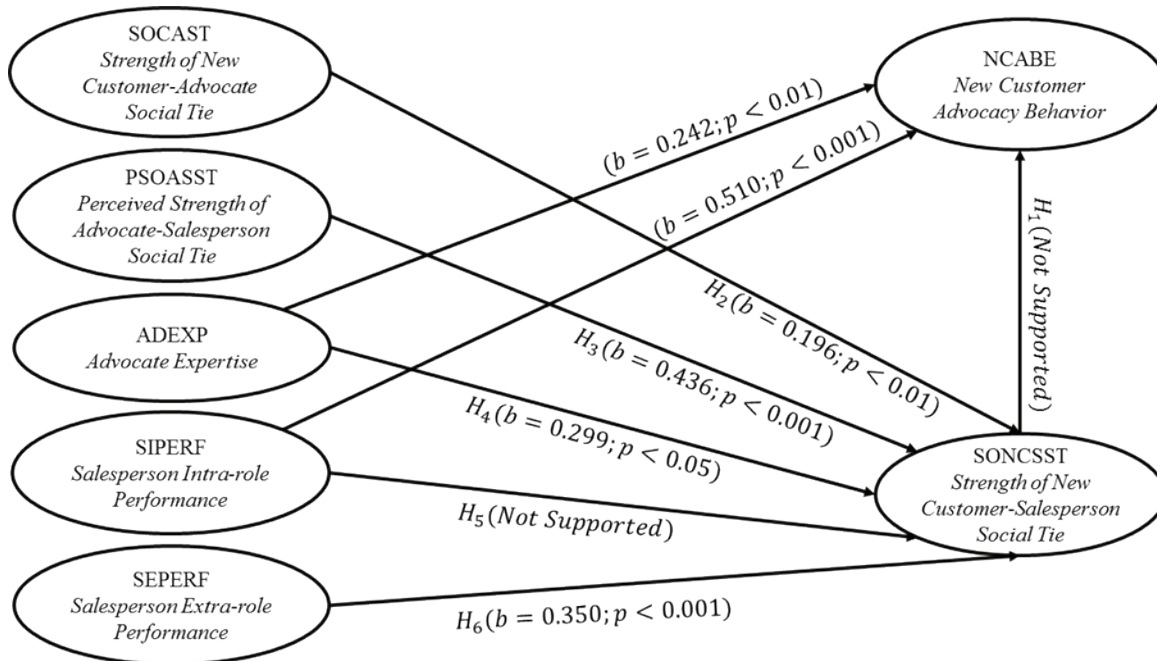 SOCAST
Strength of New
Customer-Advocate
Social Tie
PSOASST
Perceived Strength of
Advocate-Salesperson
Social Tie
ADEXP
Advocate Expertise
SIPERF
Salesperson Intra-role
Performance
SEPERF
Salesperson Extra-role
Performance
(b = 0.242; p < 0.01)
(b = 0.510; p < 0.001)
H₂(b = 0.196; p < 0.01)
H₃(b = 0.436; p < 0.001)
H₄(b = 0.299; p < 0.05)
H₅(Not Supported)
H₆(b = 0.350; p < 0.001)
NCABE
New Customer
Advocacy Behavior
H₁(Not Supported)
SONCSST
Strength of New
Customer-Salesperson
Social Tie